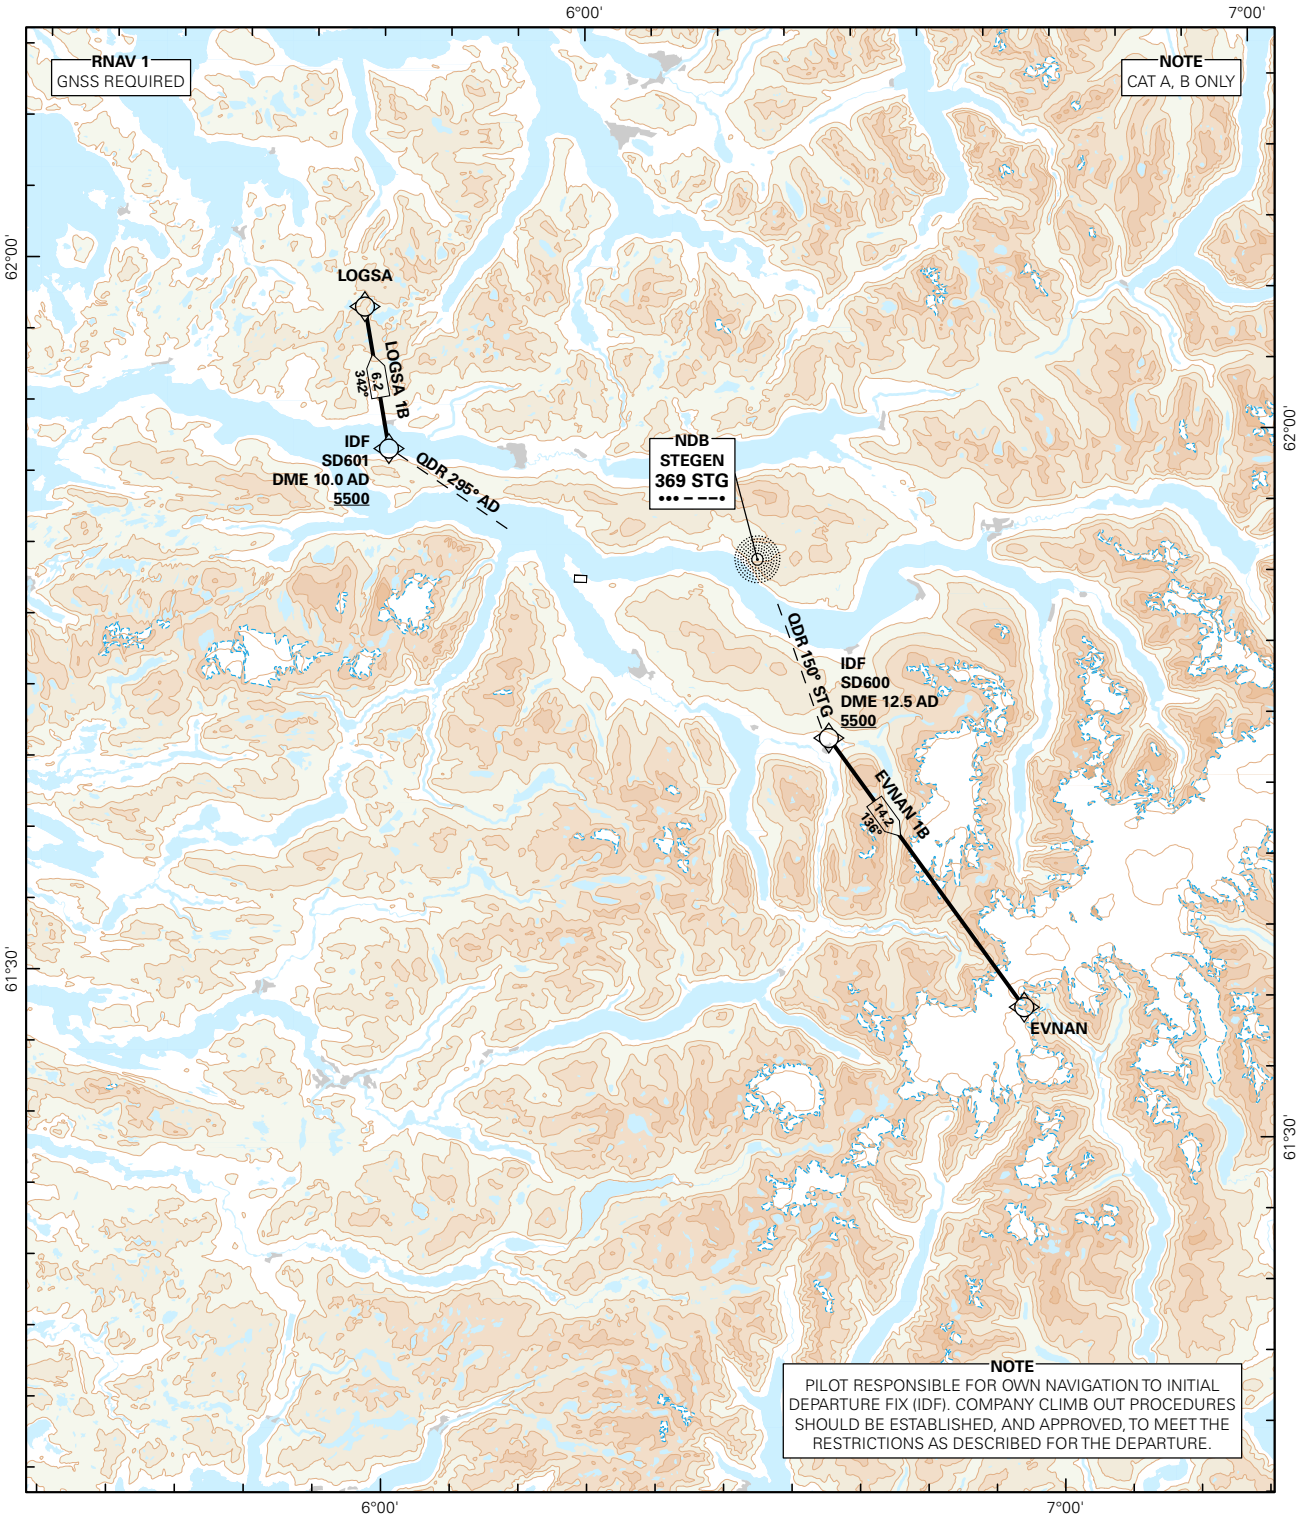 6°00'
7°00'
RNAV 1
GNSS REQUIRED
NOTE
CAT A, B ONLY
62°00'
LOGSA
LOGSA 1B
6.2
342°
IDF
SD601
DME 10.0 AD
5500
QDR 295° AD
NDB
STEGEN
369 STG
62°00'
QDR 150° STG
IDF
SD600
DME 12.5 AD
5500
EVNAN 1B
14.2
136°
61°30'
EVNAN
61°30'
NOTE
PILOT RESPONSIBLE FOR OWN NAVIGATION TO INITIAL
DEPARTURE FIX (IDF). COMPANY CLIMB OUT PROCEDURES
SHOULD BE ESTABLISHED, AND APPROVED, TO MEET THE
RESTRICTIONS AS DESCRIBED FOR THE DEPARTURE.
6°00'
7°00'